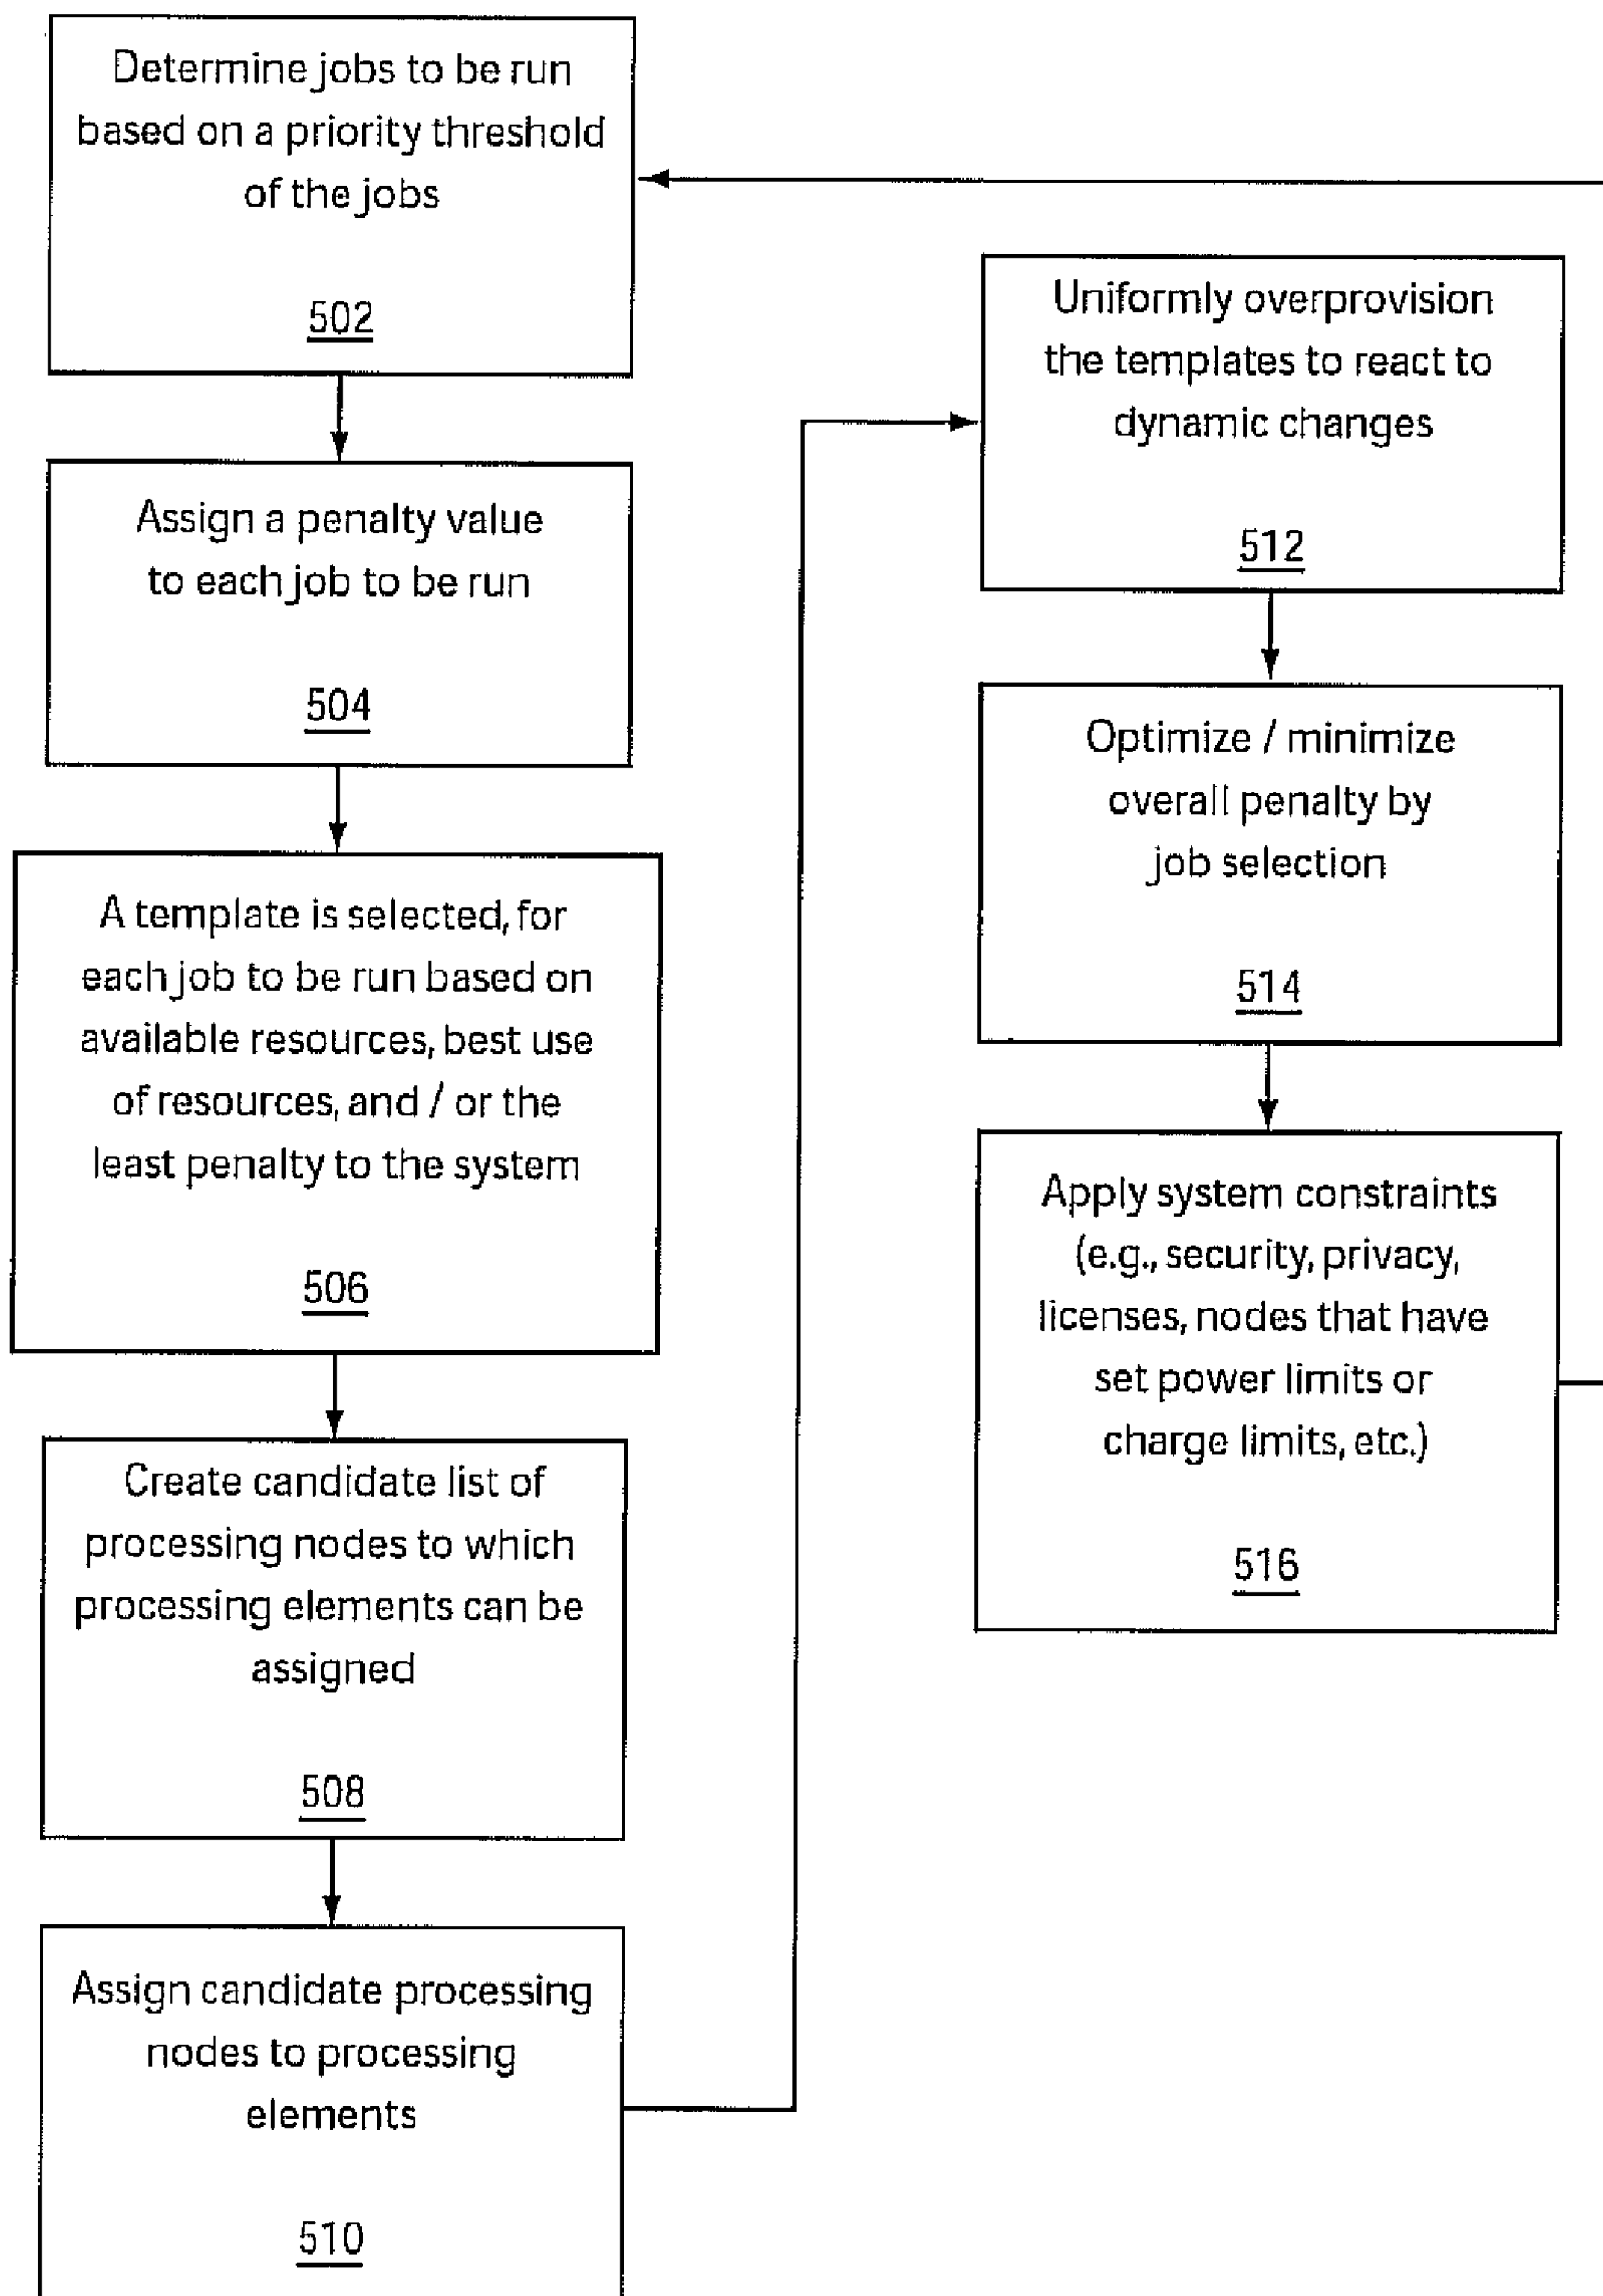 Determine jobs to be run
based on a priority threshold
of the jobs
502
Assign a penalty value
to each job to be run
504
A template is selected, for
each job to be run based on
available resources, best use
of resources, and / or the
least penalty to the system
506
Create candidate list of
processing nodes to which
processing elements can be
assigned
508
Assign candidate processing
nodes to processing
elements
510
Uniformly overprovision
the templates to react to
dynamic changes
512
Optimize / minimize
overall penalty by
job selection
514
Apply system constraints
(e.g., security, privacy,
licenses, nodes that have
set power limits or
charge limits, etc.)
516